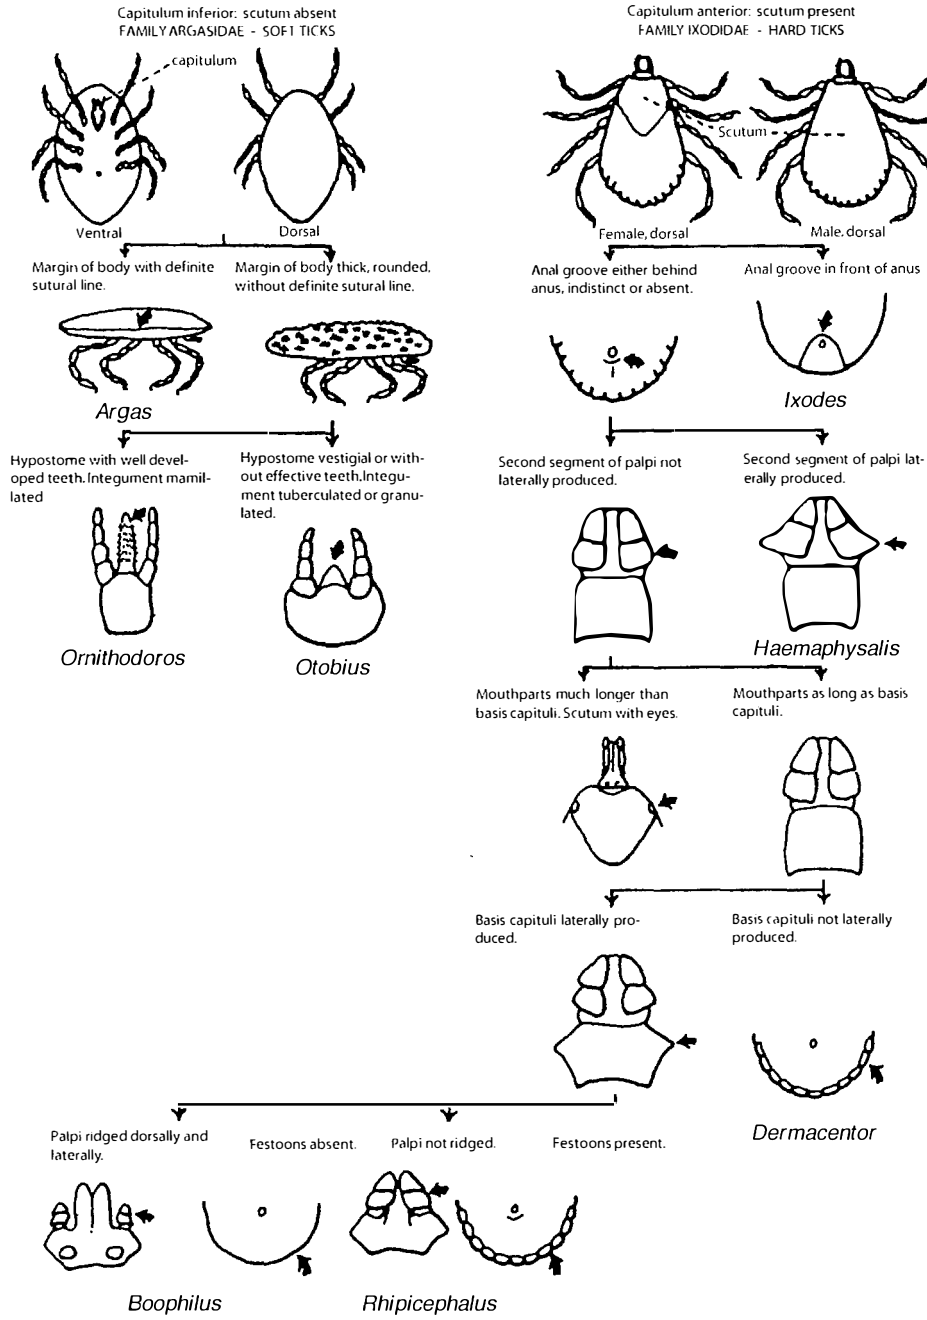 Capitulum inferior: scutum absent
FAMILY ARGASIDAE - SOFT TICKS
capitulum
Ventral
Dorsal
Capitulum anterior: scutum present
FAMILY IXODIDAE - HARD TICKS
Scutum
Female, dorsal
Male, dorsal
Margin of body with definite
sutural line.
Margin of body thick, rounded,
without definite sutural line.
Anal groove either behind
anus, indistinct or absent.
Anal groove in front of anus
Argas
Ixodes
Hypostome with well devel-
oped teeth. Integument mamil-
lated
Hypostome vestigial or with-
out effective teeth. Integu-
ment tuberculated or granu-
lated.
Second segment of palpi not
laterally produced.
Second segment of palpi lat-
erally produced.
Ornithodoros
Otobius
Haemaphysalis
Mouthparts much longer than
basis capituli. Scutum with eyes.
Mouthparts as long as basis
capituli.
Basis capituli laterally pro-
duced.
Basis capituli not laterally
produced.
Dermacentor
Palpi ridged dorsally and
laterally.
Festoons absent.
Palpi not ridged.
Festoons present.
Boophilus
Rhipicephalus